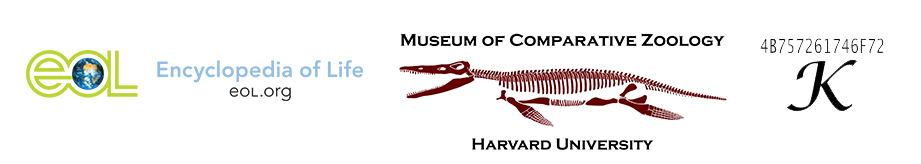 eOL
Encyclopedia of Life
eOL.org
MUSEUM OF COMPARATIVE ZOOLOGY
HARVARD UNIVERSITY
4B757261746F72
K